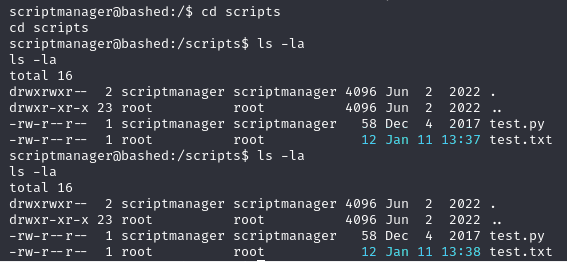 scriptmanager@bashed:/$ cd scripts
cd scripts
scriptmanager@bashed:/scripts$ ls -la
ls -la
total 16
drwxrwxr--  2 scriptmanager scriptmanager 4096 Jun  2  2022 .
drwxr-xr-x 23 root          root          4096 Jun  2  2022 ..
-rw-r--r--  1 scriptmanager scriptmanager   58 Dec  4  2017 test.py
-rw-r--r--  1 root          root            12 Jan 11 13:37 test.txt
scriptmanager@bashed:/scripts$ ls -la
ls -la
total 16
drwxrwxr--  2 scriptmanager scriptmanager 4096 Jun  2  2022 .
drwxr-xr-x 23 root          root          4096 Jun  2  2022 ..
-rw-r--r--  1 scriptmanager scriptmanager   58 Dec  4  2017 test.py
-rw-r--r--  1 root          root            12 Jan 11 13:38 test.txt